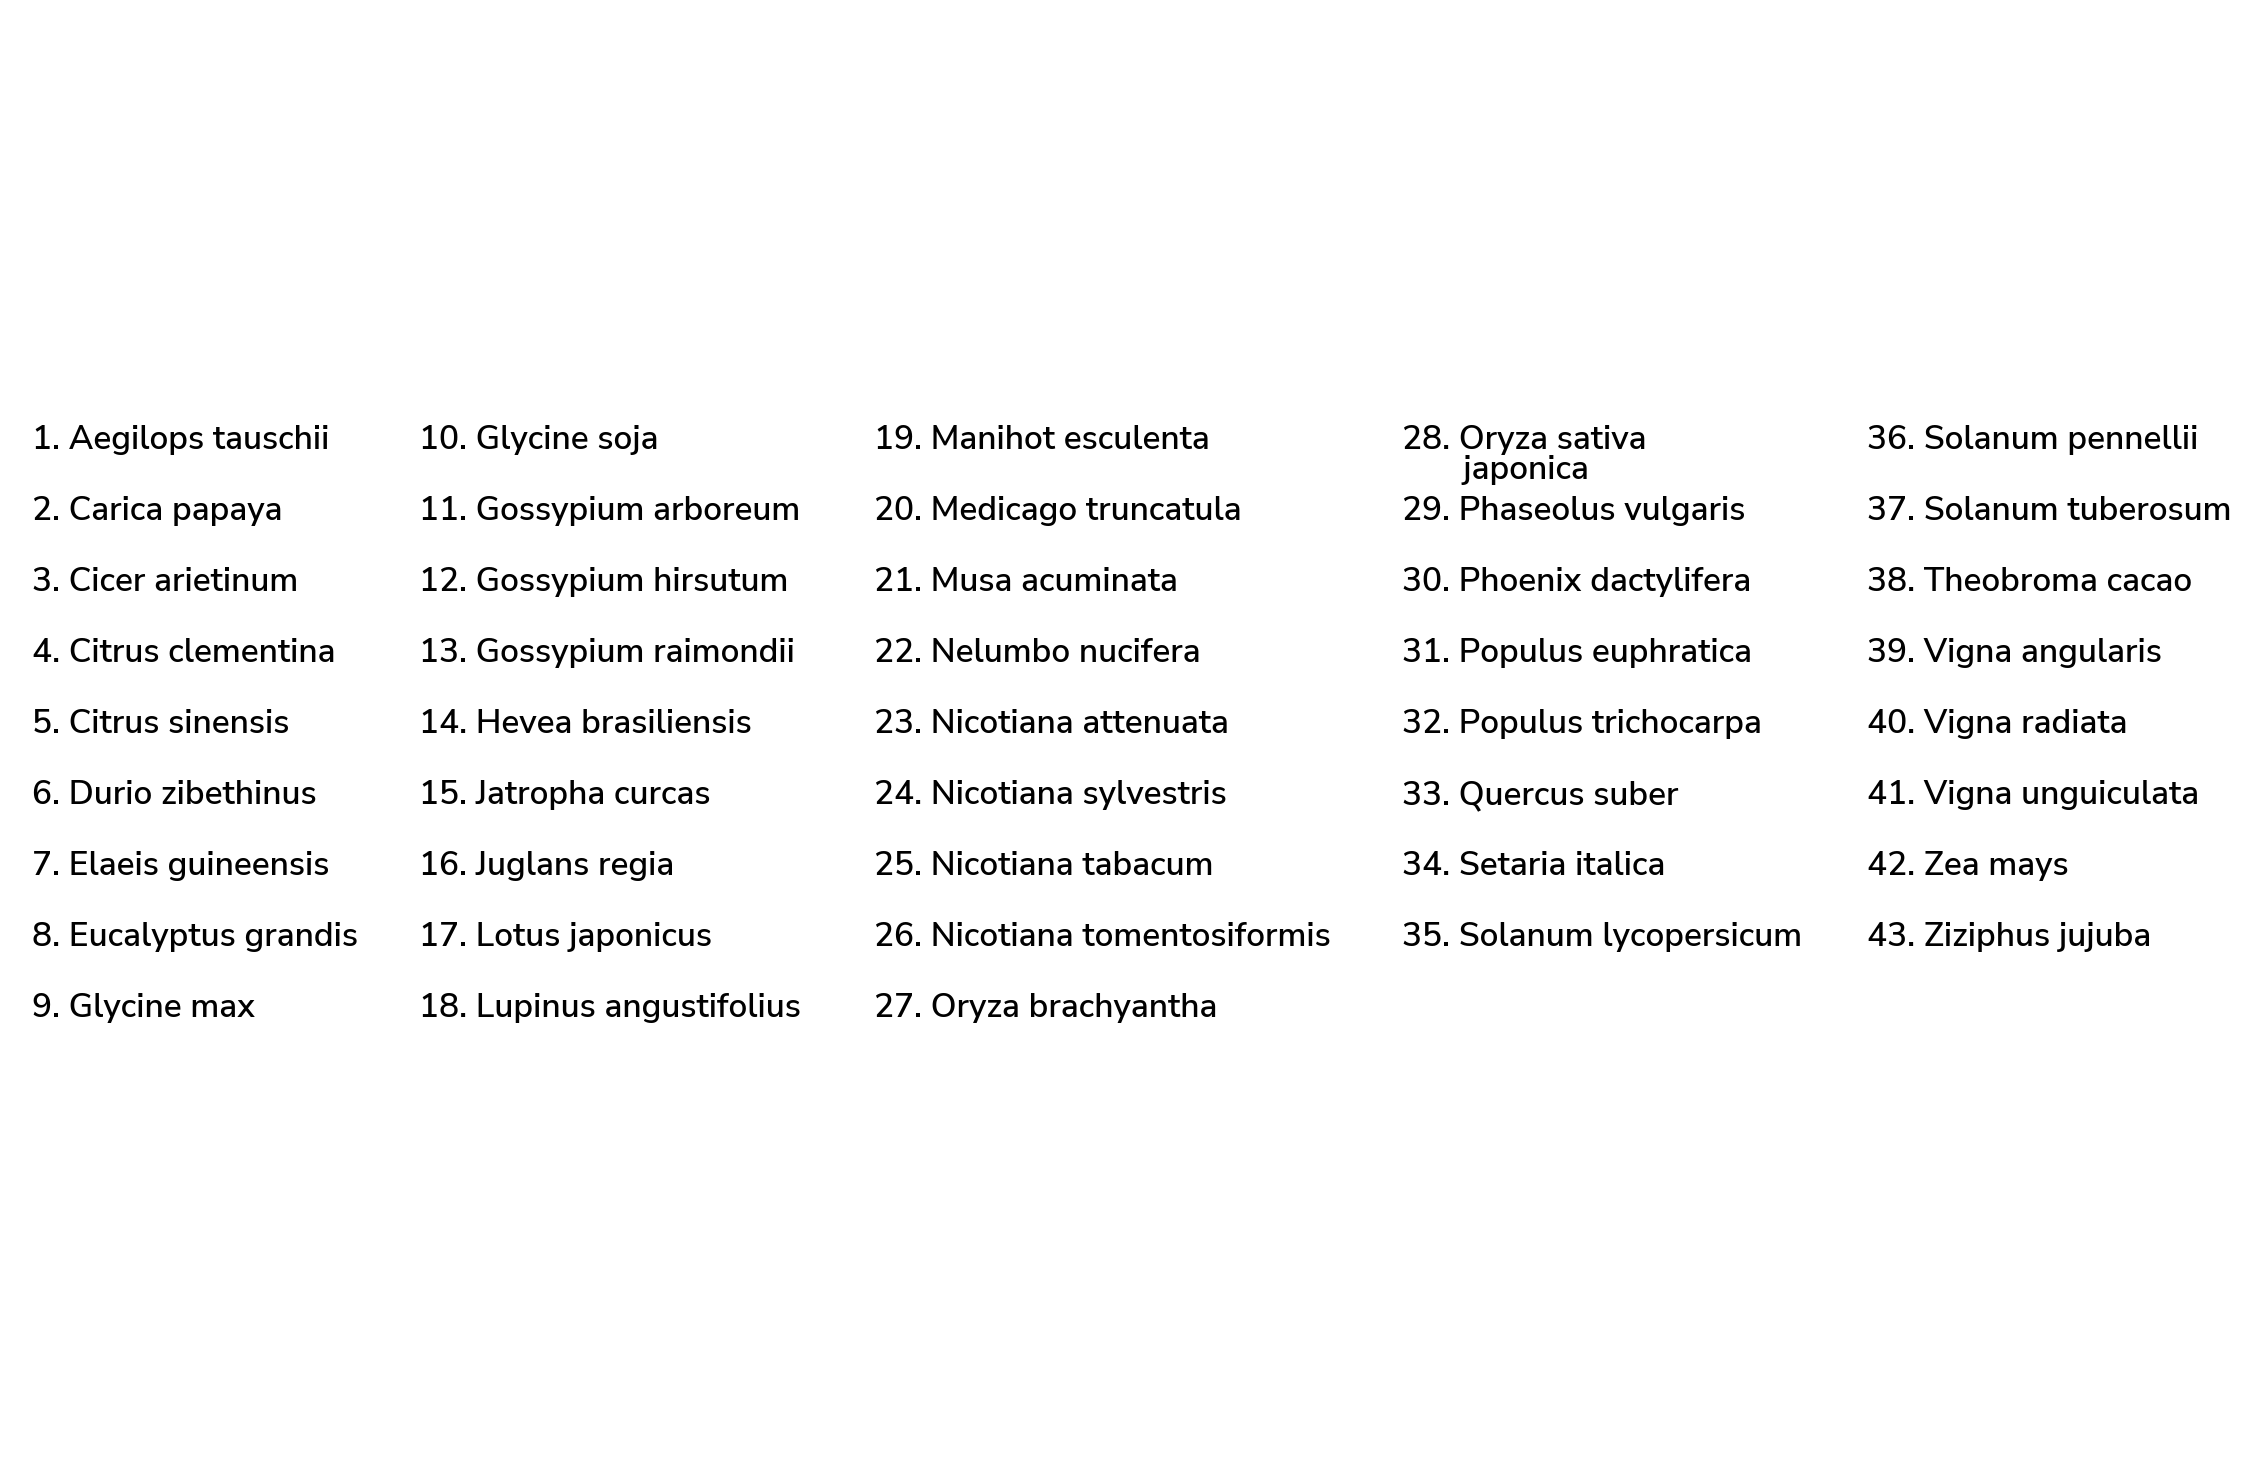 1. Aegilops tauschii
2. Carica papaya
3. Cicer arietinum
4. Citrus clementina
5. Citrus sinensis
6. Durio zibethinus
7. Elaeis guineensis
8. Eucalyptus grandis
9. Glycine max
10. Glycine soja
11. Gossypium arboreum
12. Gossypium hirsutum
13. Gossypium raimondii
14. Hevea brasiliensis
15. Jatropha curcas
16. Juglans regia
17. Lotus japonicus
18. Lupinus angustifolius
19. Manihot esculenta
20. Medicago truncatula
21. Musa acuminata
22. Nelumbo nucifera
23. Nicotiana attenuata
24. Nicotiana sylvestris
25. Nicotiana tabacum
26. Nicotiana tomentosiformis
27. Oryza brachyantha
28. Oryza sativa
japonica
29. Phaseolus vulgaris
30. Phoenix dactylifera
31. Populus euphratica
32. Populus trichocarpa
33. Quercus suber
34. Setaria italica
35. Solanum lycopersicum
36. Solanum pennellii
37. Solanum tuberosum
38. Theobroma cacao
39. Vigna angularis
40. Vigna radiata
41. Vigna unguiculata
42. Zea mays
43. Ziziphus jujuba